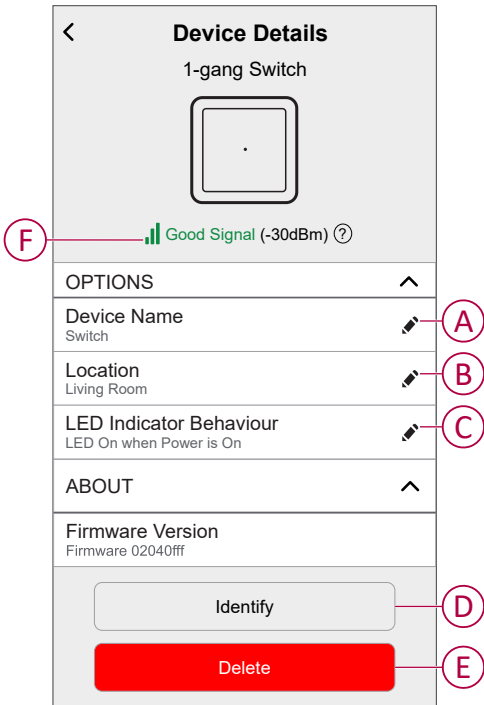 Device Details
1-gang Switch
F
Good Signal (-30dBm) ?
OPTIONS
Device Name
Switch
A
Location
Living Room
B
LED Indicator Behaviour
LED On when Power is On
C
ABOUT
Firmware Version
Firmware 02040fff
Identify
D
Delete
E